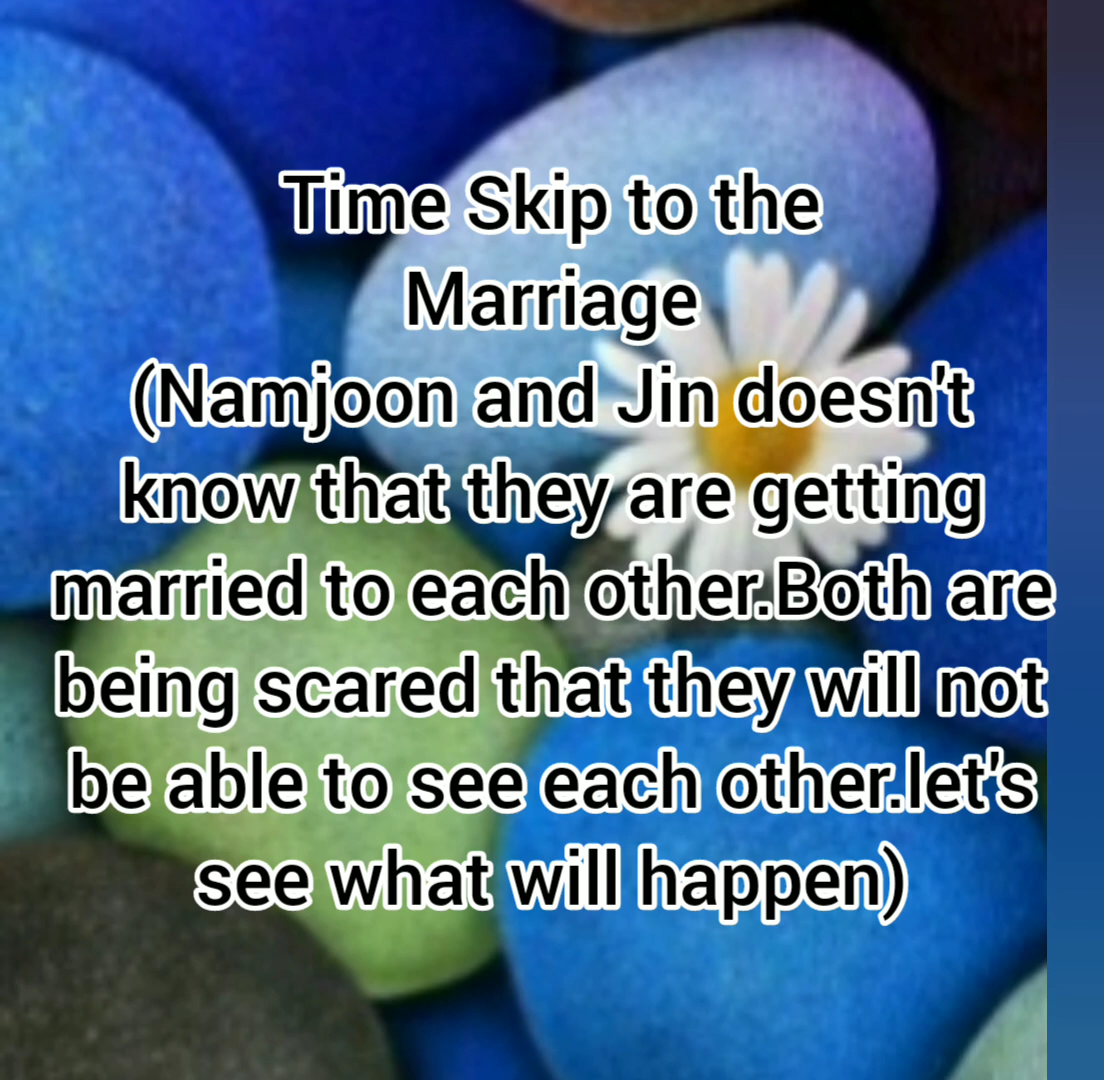 Time Skip to the
Marriage
(Namjoon and Jin doesn't
know that they are getting
married to each other.Both are
being scared that they will not
be able to see each other.let's
see what will happen)